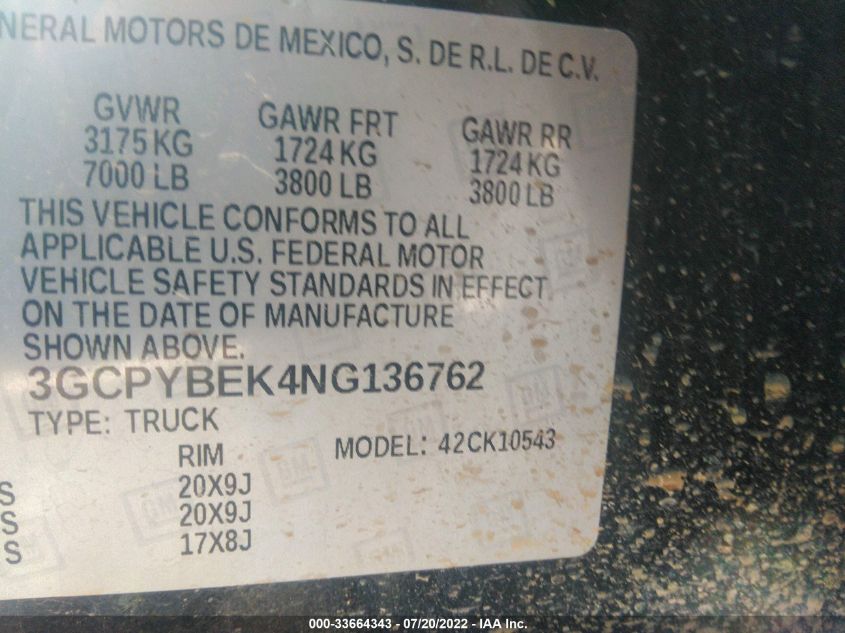 NERAL MOTORS DE MEXICO, S. DE R.L. DE C.V.
GVWR GAWR FRT GAWR RR
3175 KG 1724 KG 1724 KG
7000 LB 3800 LB 3800 LB
THIS VEHICLE CONFORMS TO ALL
APPLICABLE U.S. FEDERAL MOTOR
VEHICLE SAFETY STANDARDS IN EFFECT
ON THE DATE OF MANUFACTURE
SHOWN ABOVE.
3GCPYBEK4NG136762
TYPE: TRUCK
RIM MODEL: 42CK10543
S 20X9J
S 20X9J
S 17X8J
000-33664343 / 07/20/2022 - IAA Inc.